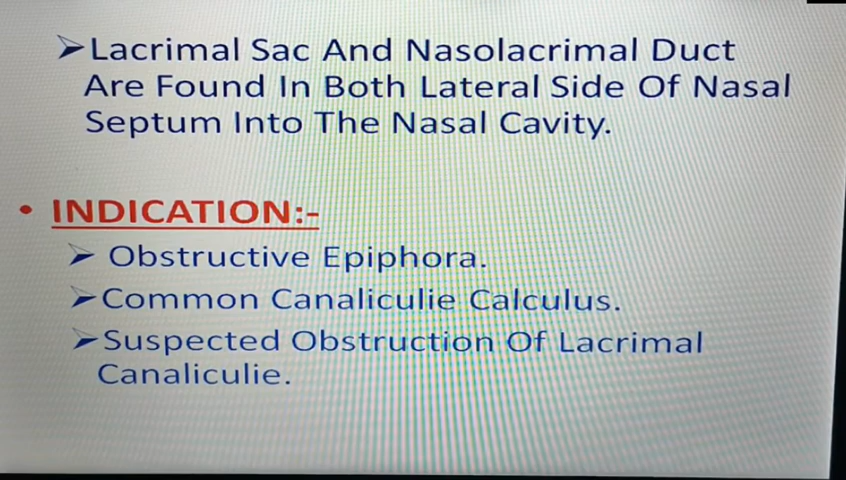 ➢Lacrimal Sac And Nasolacrimal Duct
Are Found In Both Lateral Side Of Nasal
Septum Into The Nasal Cavity.
• INDICATION:-
➢ Obstructive Epiphora.
➢Common Canaliculie Calculus.
➢Suspected Obstruction Of Lacrimal
Canaliculie.